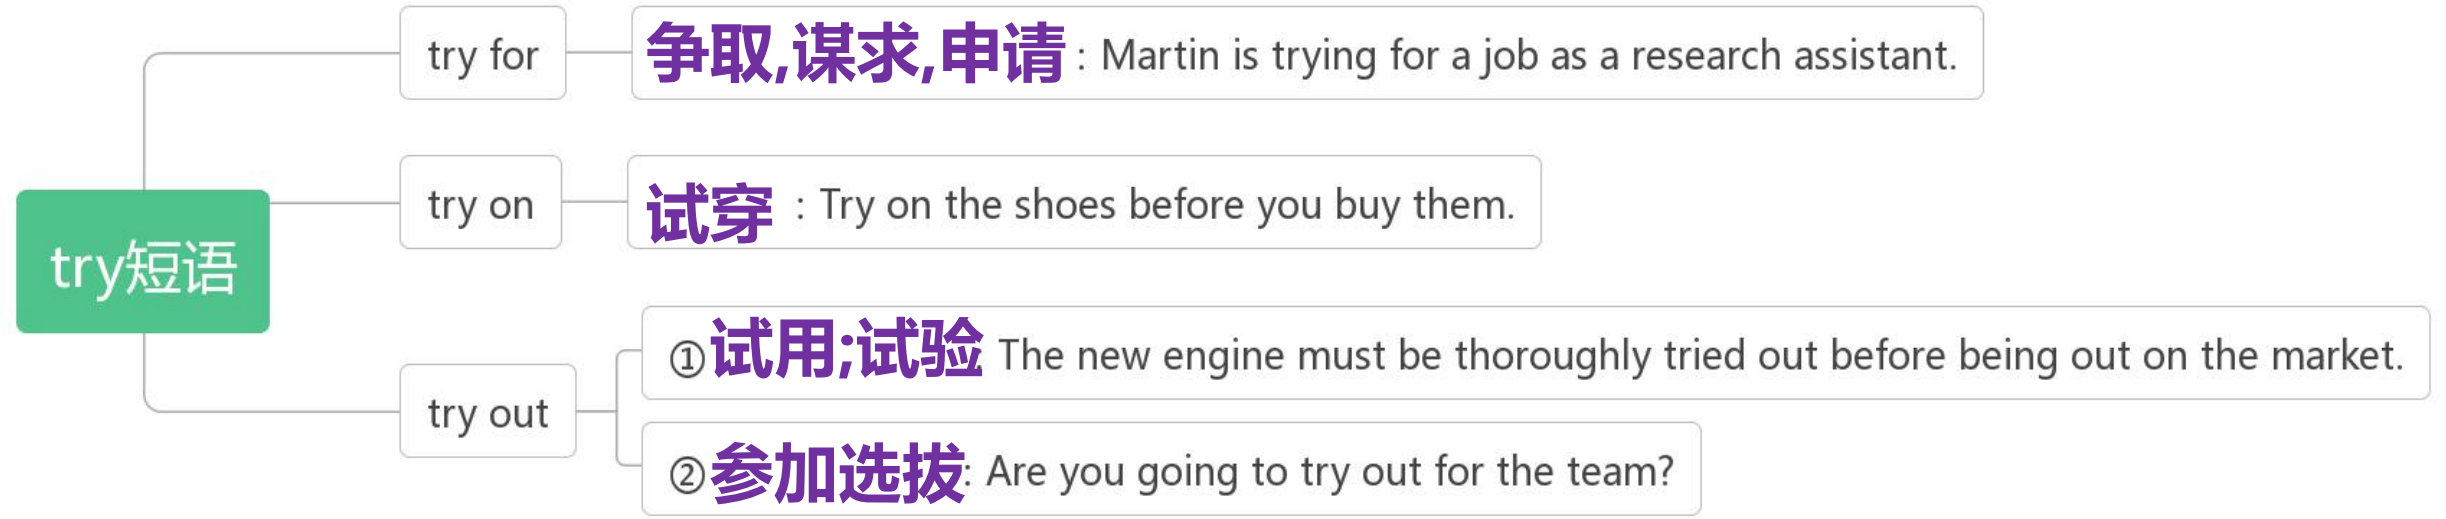 try for
争取,谋求,申请: Martin is trying for a job as a research assistant.
try on
试穿 : Try on the shoes before you buy them.
try短语
try out
①试用;试验 The new engine must be thoroughly tried out before being out on the market.
②参加选拔: Are you going to try out for the team?